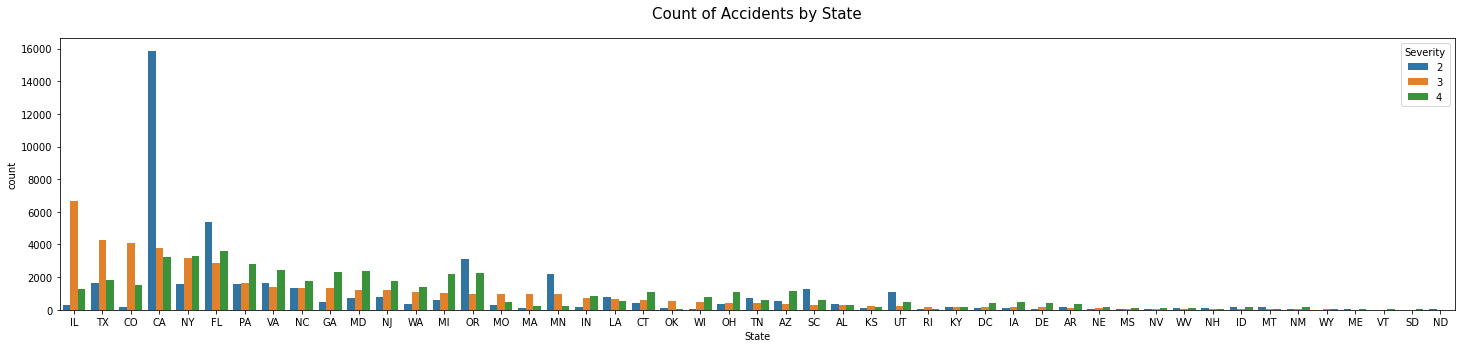 Count of Accidents by State
Severity
2
3
4
16000
14000
12000
10000
8000
6000
4000
2000
0
count
IL TX CO CA NY FL PA VA NC GA MD NJ WA MI OR MO MA MN IN LA CT OK WI OH TN AZ SC AL KS UT RI KY DC IA DE AR NE MS NV WV NH ID MT NM WY ME VT SD ND
State